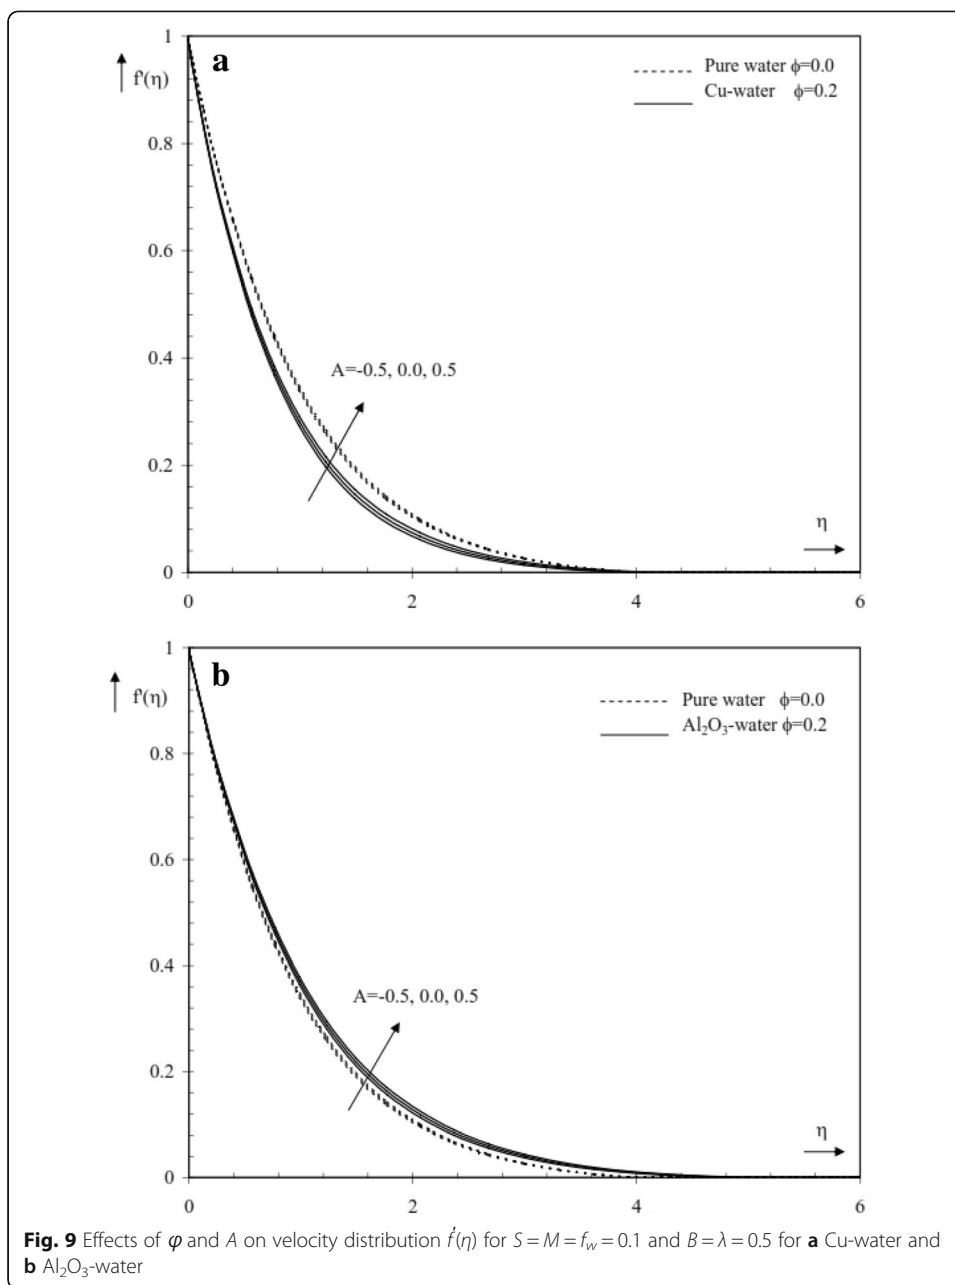 1
a
f'(η)
Pure water ϕ=0.0
Cu-water ϕ=0.2
0.8
0.6
0.4
A=-0.5, 0.0, 0.5
0.2
η
0
0 2 4 6
1
b
f'(η)
Pure water ϕ=0.0
Al₂O₃-water ϕ=0.2
0.8
0.6
0.4
A=-0.5, 0.0, 0.5
0.2
η
0
0 2 4 6
Fig. 9 Effects of φ and A on velocity distribution f′(η) for S = M = f_w = 0.1 and B = λ = 0.5 for a Cu-water and
b Al₂O₃-water